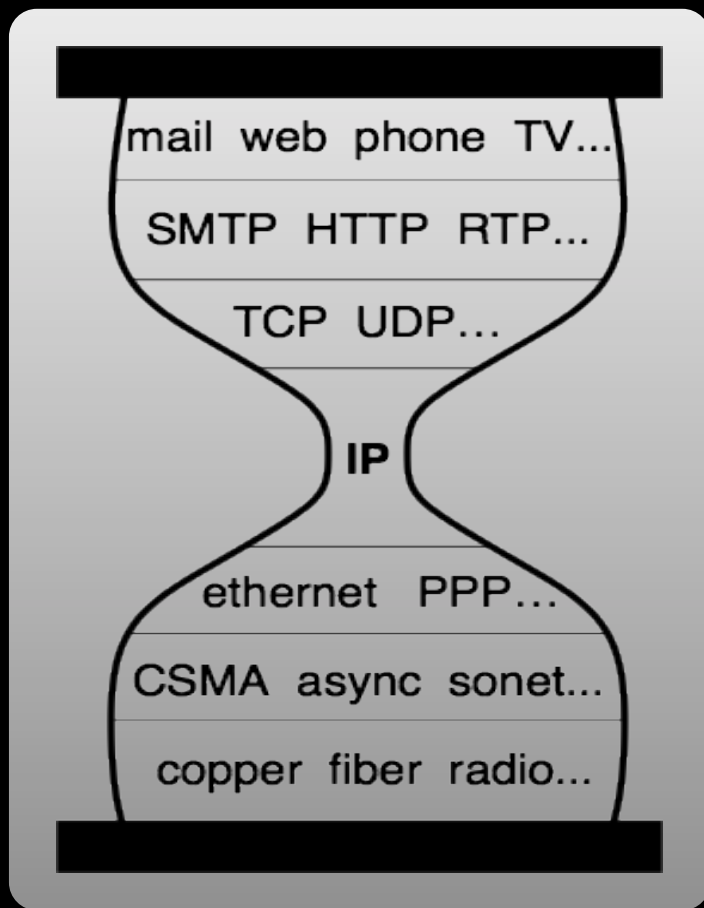 mail web phone TV...
SMTP HTTP RTP...
TCP UDP...
IP
ethernet PPP...
CSMA async sonet...
copper fiber radio...